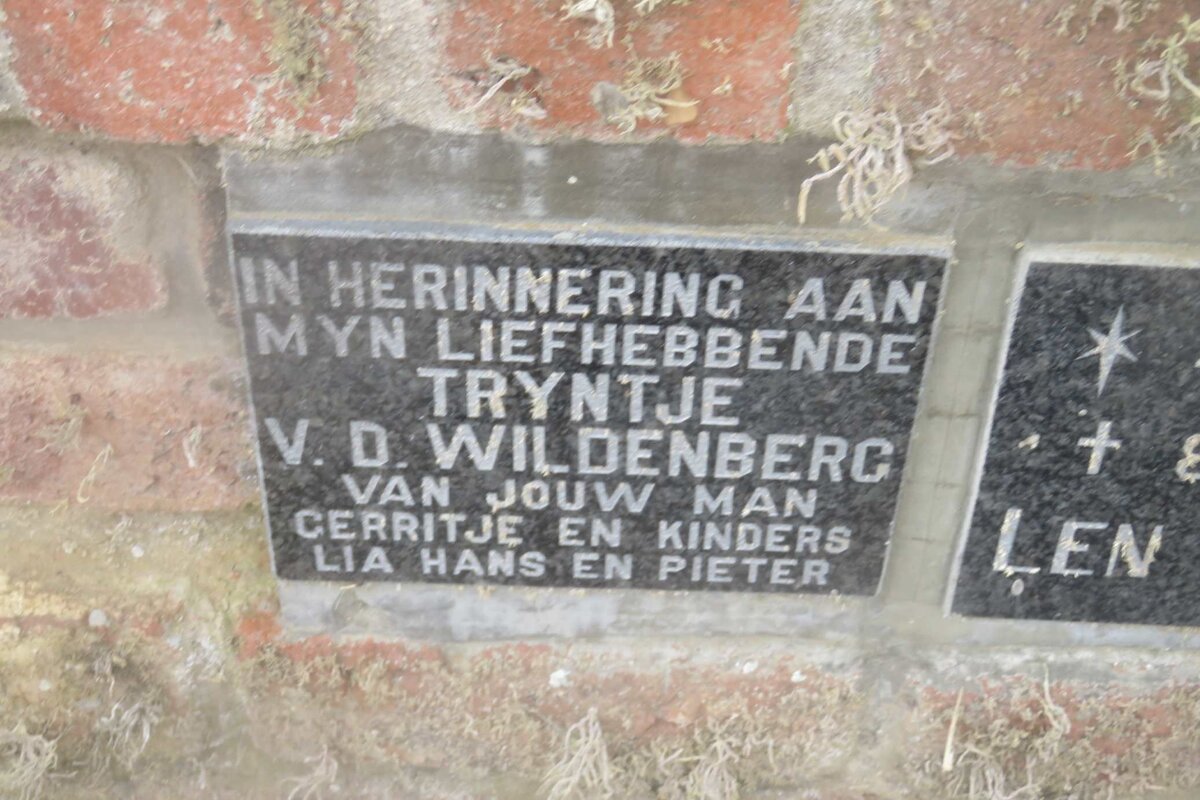 IN HERINNERING AAN
MYN LIEFHEBBENDE
TRYNTJE
V. D. WILDENBERG
VAN JOUW MAN
GERRITJE EN KINDERS
LIA HANS EN PIETER
&
LEN